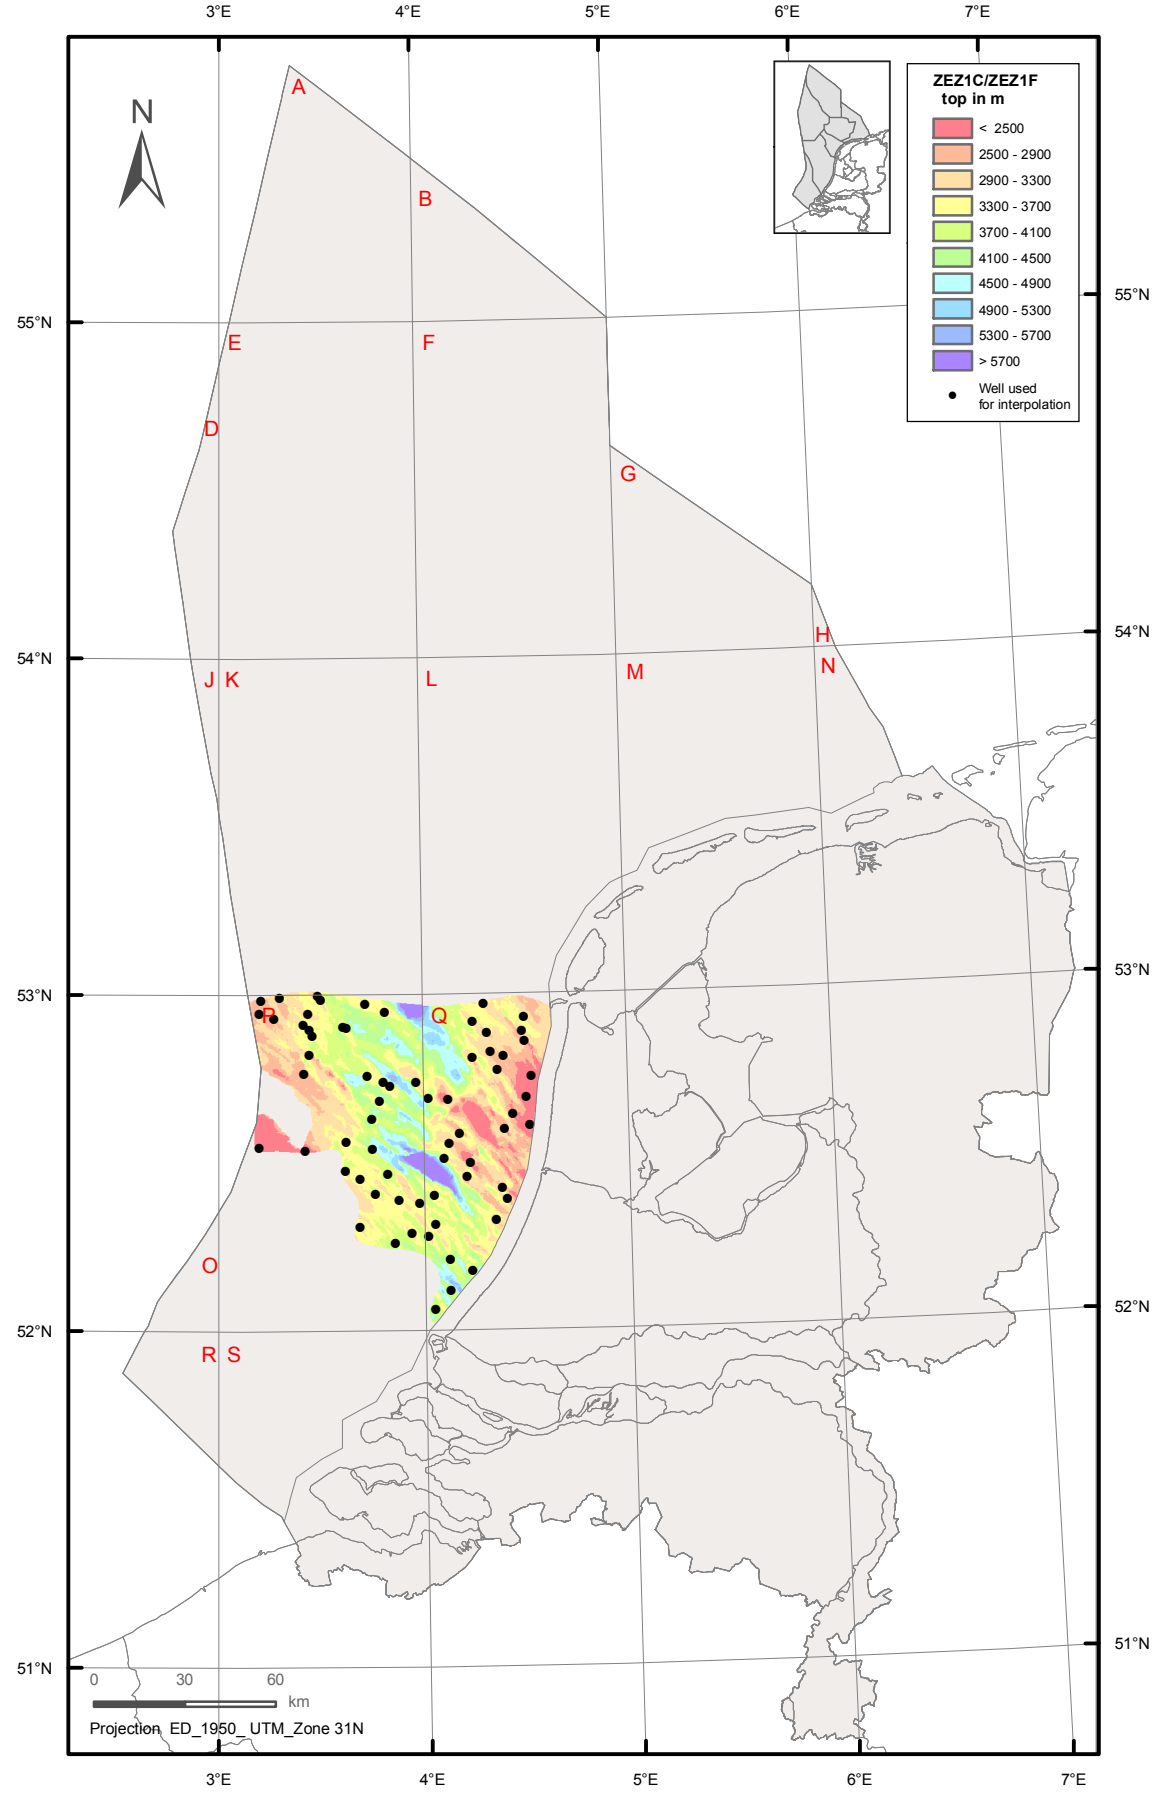 3°E 4°E 5°E 6°E 7°E
N
ZEZ1C/ZEZ1F
top in m
< 2500
2500 - 2900
2900 - 3300
3300 - 3700
3700 - 4100
4100 - 4500
4500 - 4900
4900 - 5300
5300 - 5700
> 5700
Well used
for interpolation
A
B
55°N 55°N
E F
D
G
H
54°N 54°N
J K L M N
53°N 53°N
P Q
O
52°N 52°N
R S
51°N 51°N
0 30 60
km
Projection ED_1950_ UTM_Zone 31N
3°E 4°E 5°E 6°E 7°E